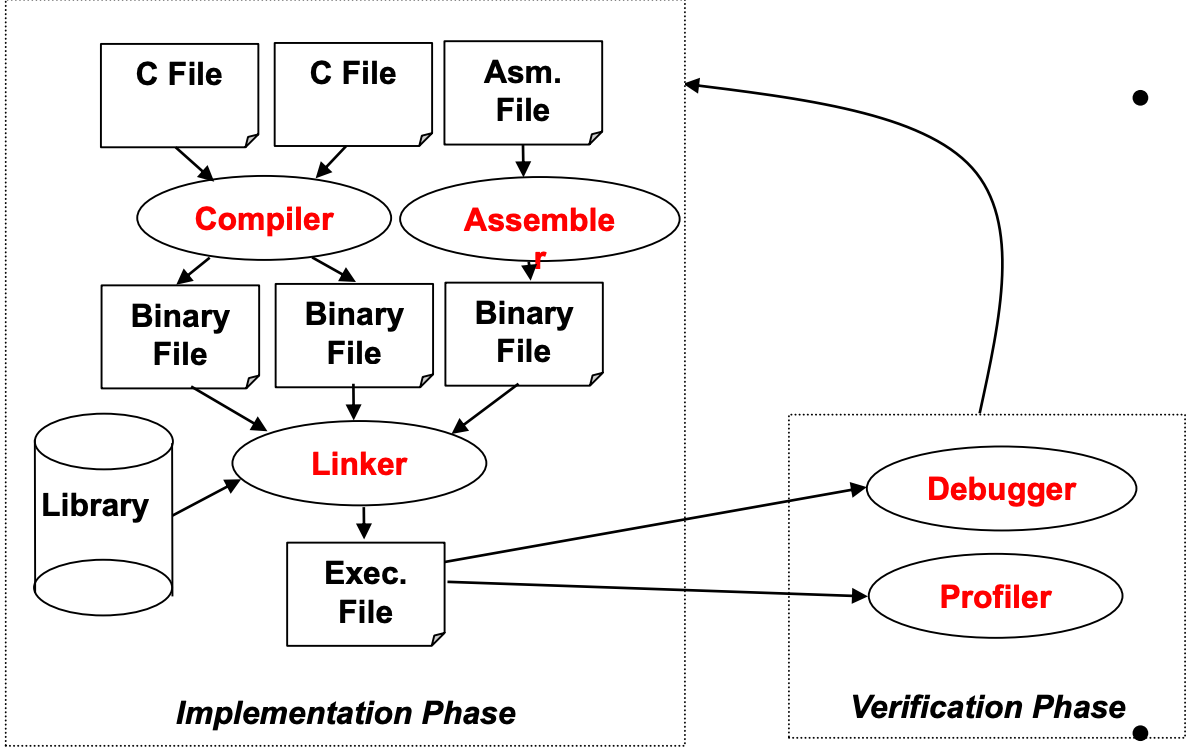 C File
C File
Asm.
File
Compiler
Assemble
r
Binary
File
Binary
File
Binary
File
Linker
Library
Exec.
File
Implementation Phase
Debugger
Profiler
Verification Phase